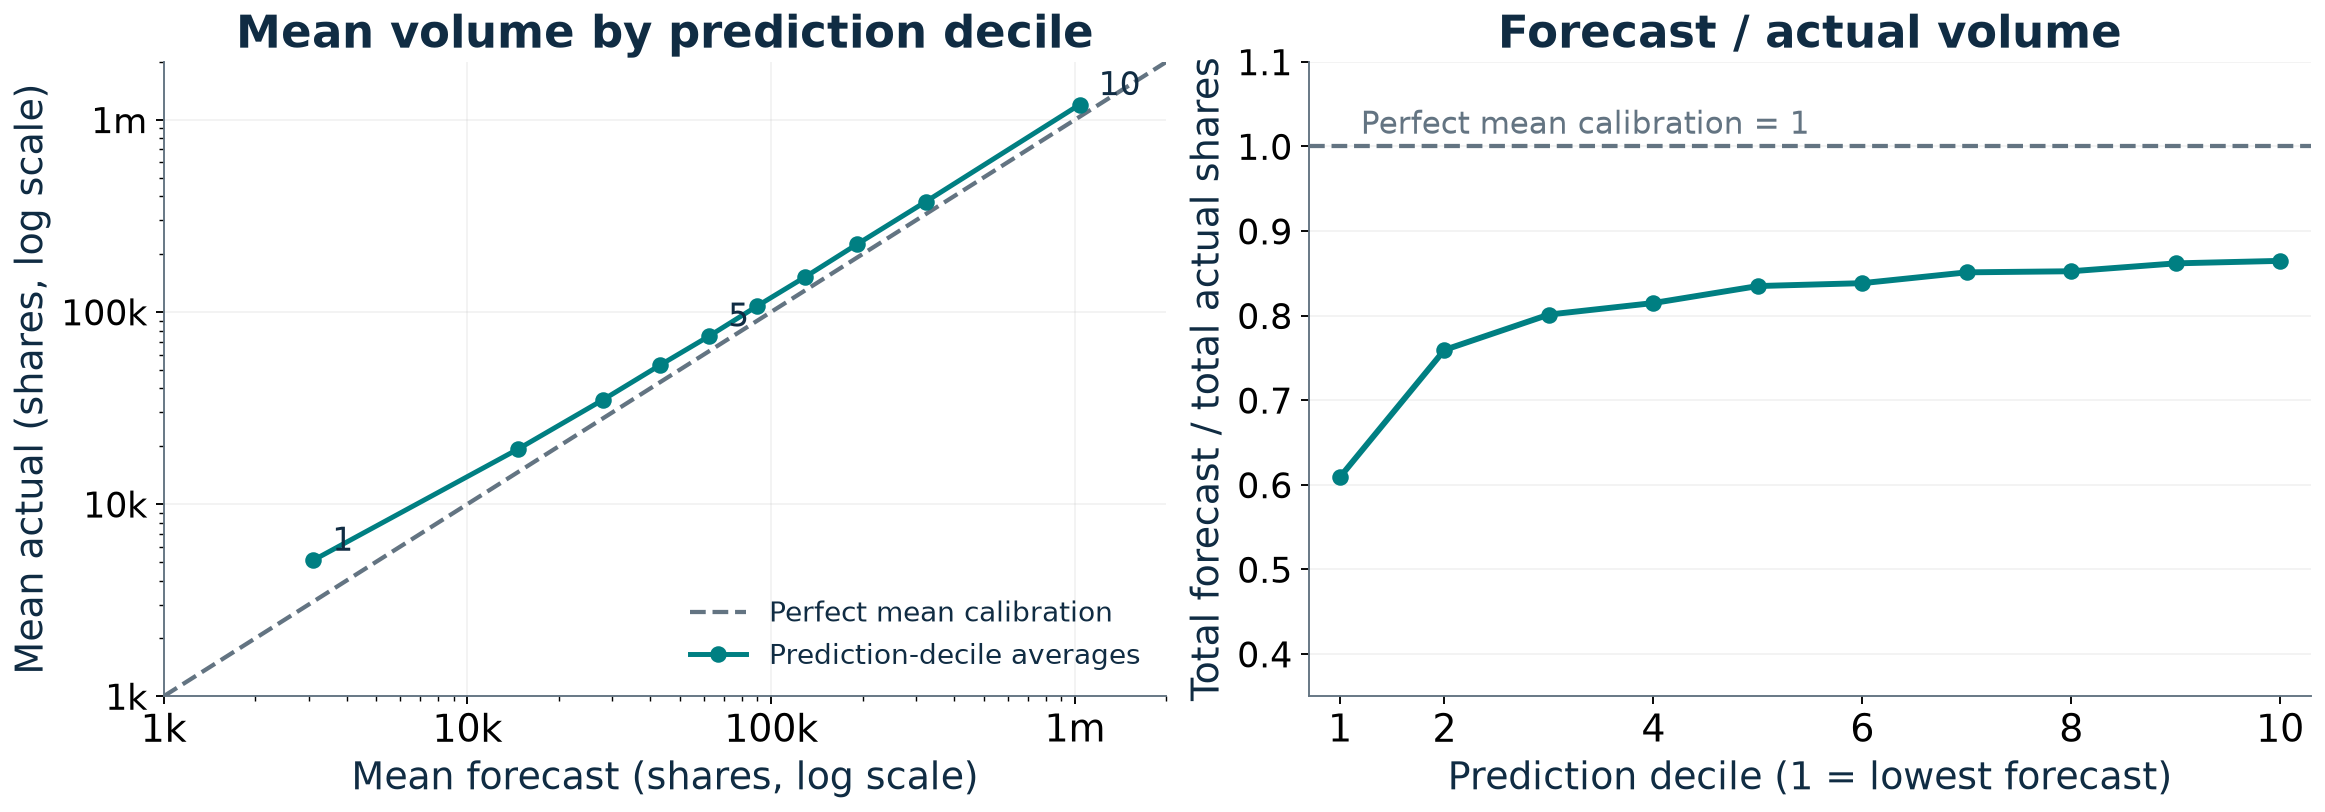 Mean volume by prediction decile
Mean actual (shares, log scale)
1m
100k
10k
1k
10
5
1
Perfect mean calibration
Prediction-decile averages
1k
10k
100k
1m
Mean forecast (shares, log scale)
Forecast / actual volume
Total forecast / total actual shares
1.1
1.0
0.9
0.8
0.7
0.6
0.5
0.4
Perfect mean calibration = 1
1
2
4
6
8
10
Prediction decile (1 = lowest forecast)